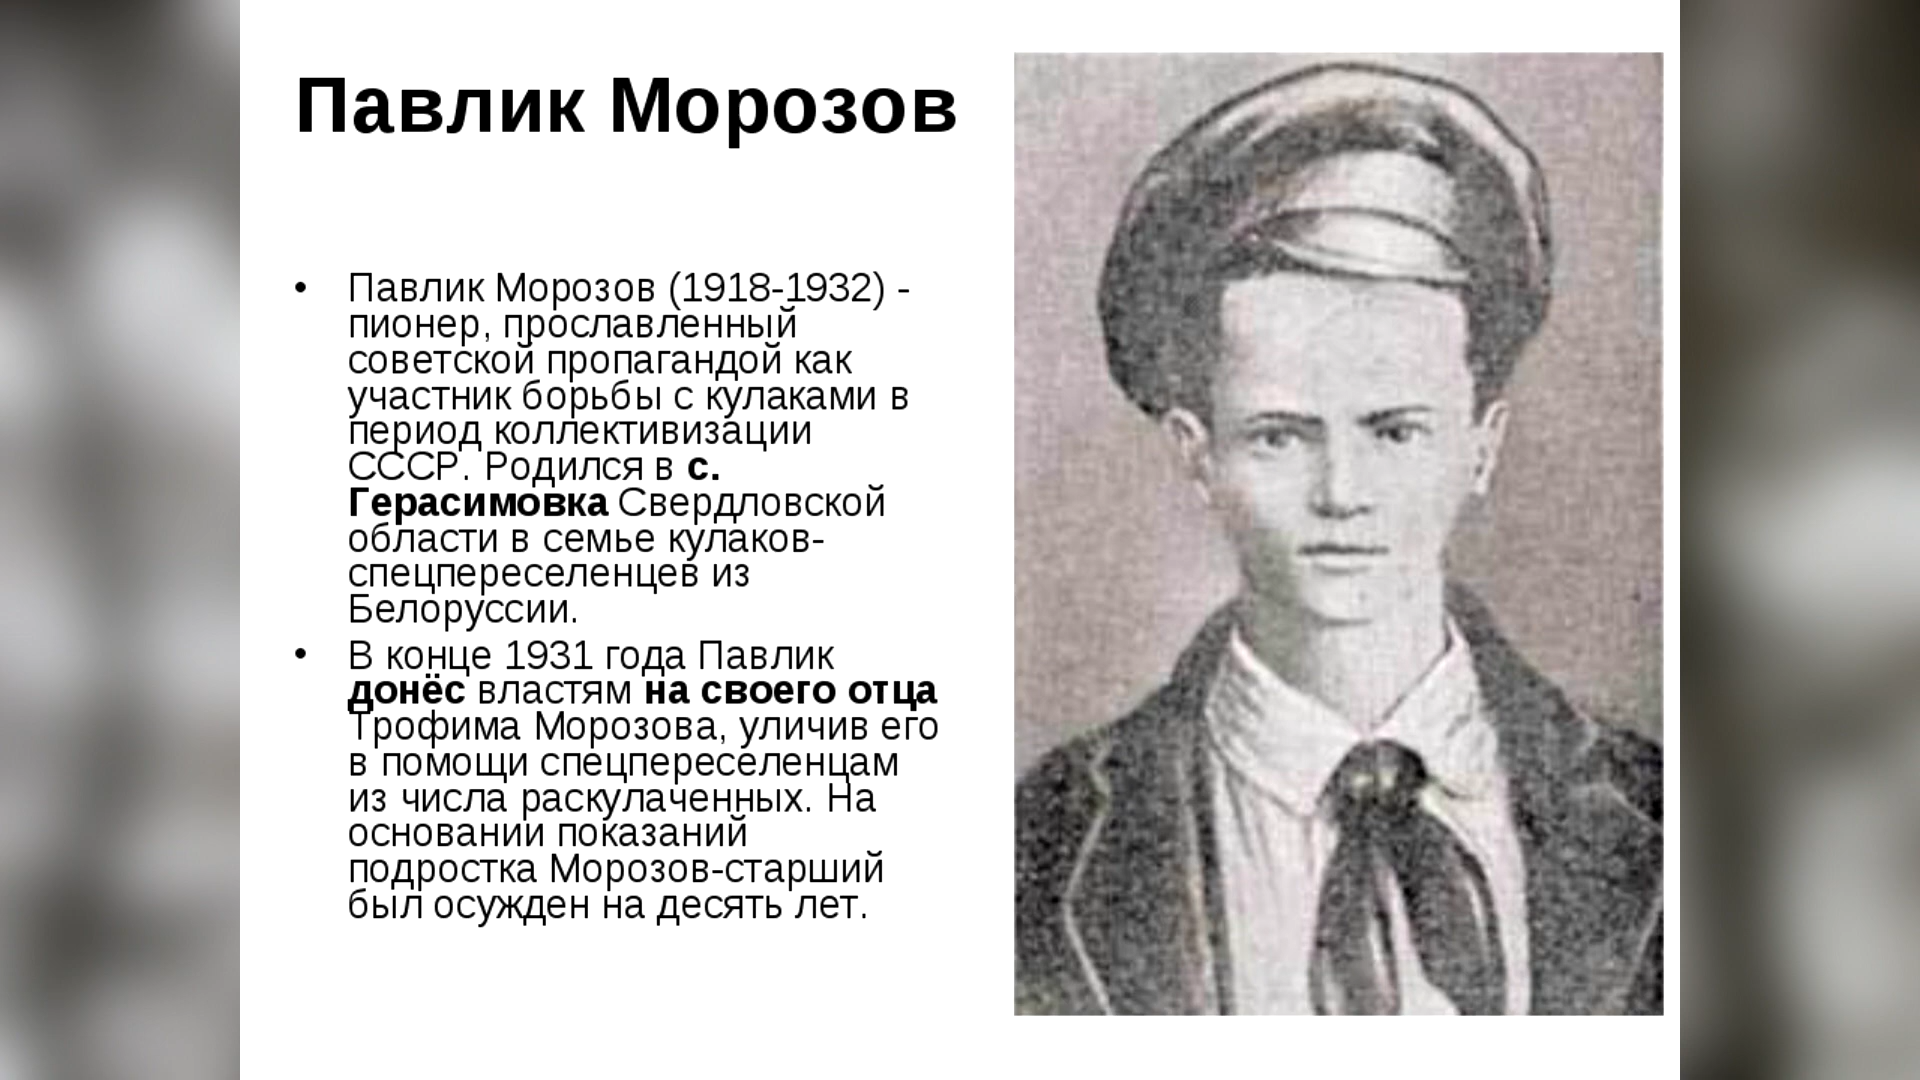 Павлик Морозов
• Павлик Морозов (1918-1932) -
пионер, прославленный
советской пропагандой как
участник борьбы с кулаками в
период коллективизации
СССР. Родился в с.
Герасимовка Свердловской
области в семье кулаков-
спецпереселенцев из
Белоруссии.
• В конце 1931 года Павлик
донёс властям на своего отца
Трофима Морозова, уличив его
в помощи спецпереселенцам
из числа раскулаченных. На
основании показаний
подростка Морозов-старший
был осужден на десять лет.